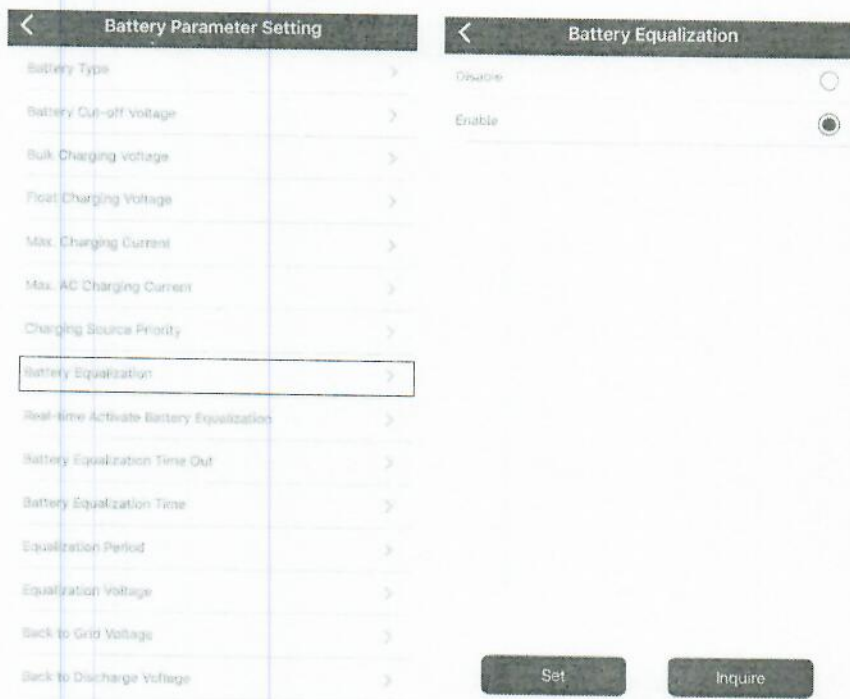 Battery Parameter Setting
Battery Type
Battery Cut-off Voltage
Bulk Charging Voltage
Float Charging Voltage
Max. Charging Current
Max. AC Charging Current
Charging Source Priority
Battery Equalization
Real-time Activate Battery Equalization
Battery Equalization Time Out
Battery Equalization Time
Equalization Period
Equalization Voltage
Back to Grid Voltage
Back to Discharge Voltage
Battery Equalization
Disable
Enable
Set
Inquire